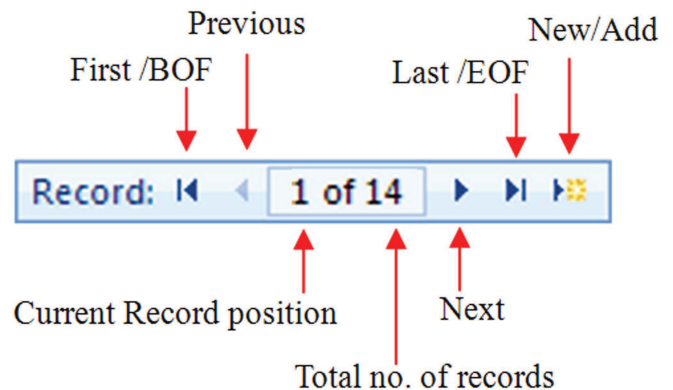 Previous
New/Add
First /BOF
Last /EOF
Record: 1 of 14
Current Record position
Next
Total no. of records